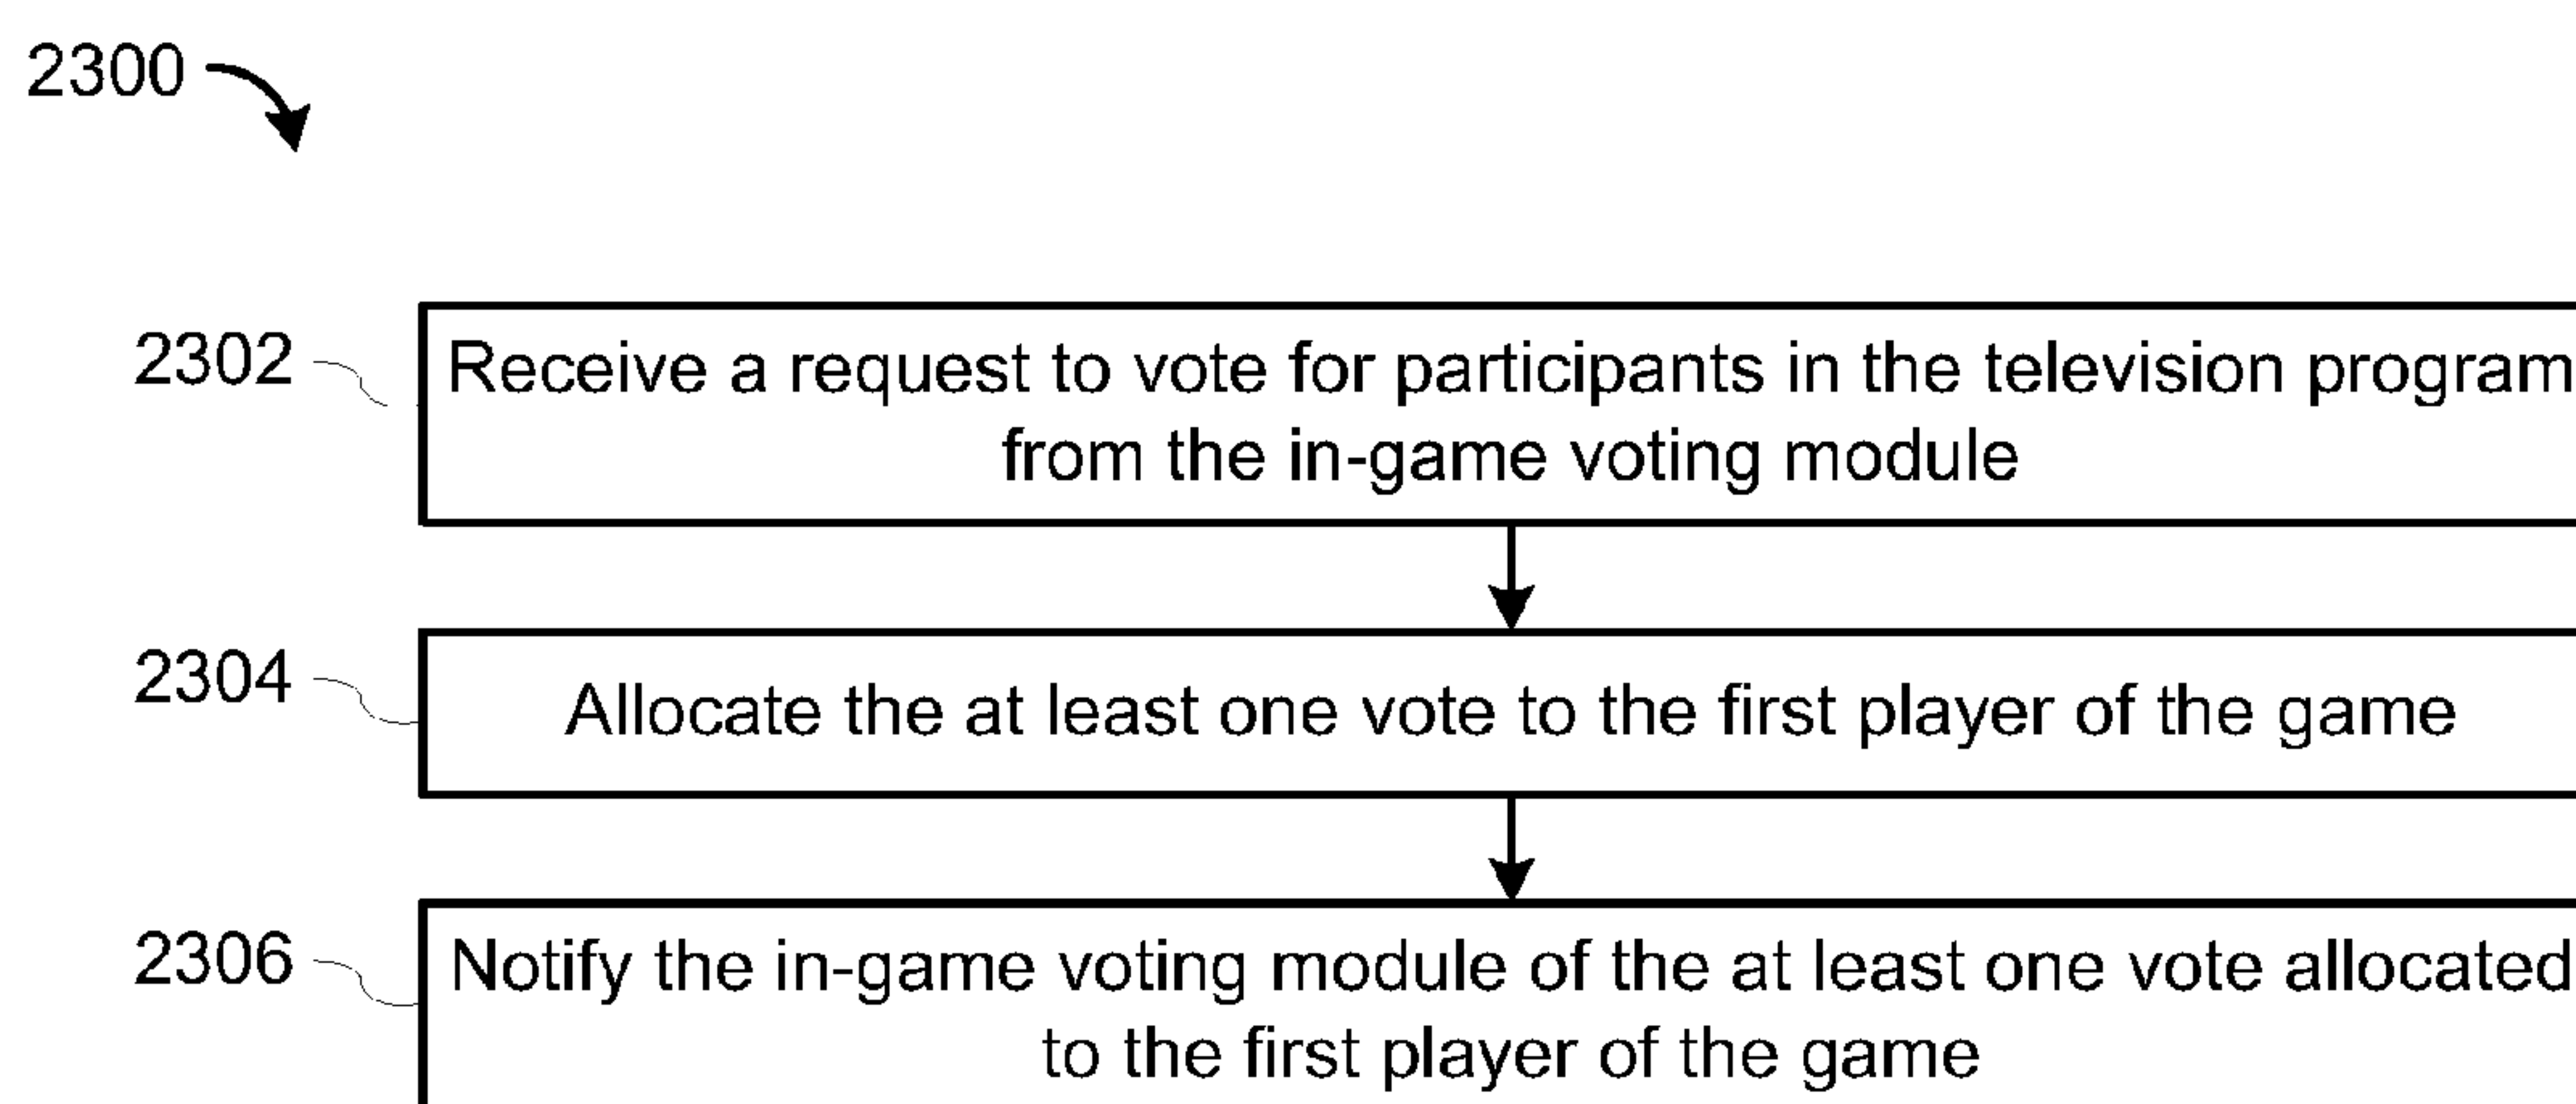 2300
2302
Receive a request to vote for participants in the television program
from the in-game voting module
2304
Allocate the at least one vote to the first player of the game
2306
Notify the in-game voting module of the at least one vote allocated
to the first player of the game